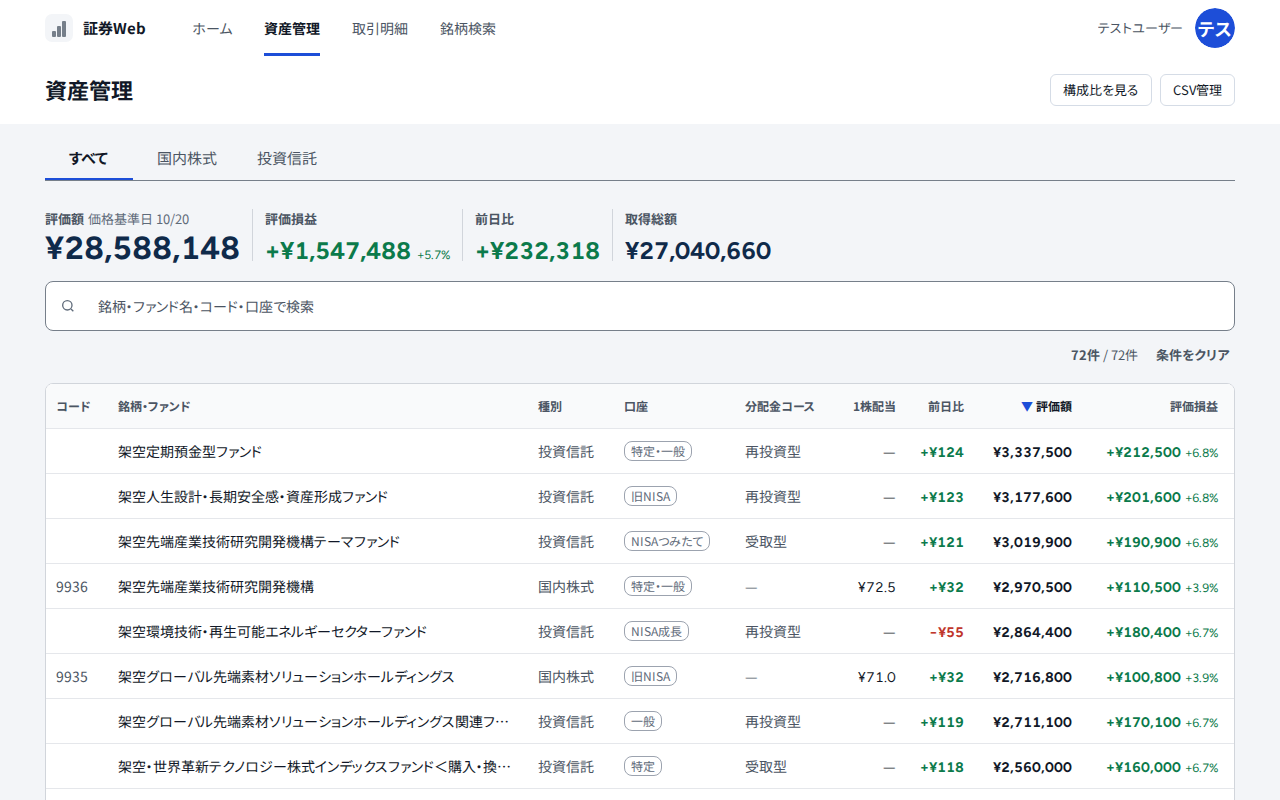 証券Web ホーム 資産管理 取引明細 銘柄検索 テストユーザー テス
資産管理 構成比を見る CSV管理
すべて 国内株式 投資信託
評価額 価格基準日 10/20 評価損益 前日比 取得総額
¥28,588,148 +¥1,547,488 +5.7% +¥232,318 ¥27,040,660
銘柄・ファンド名・コード・口座で検索
72件 / 72件 条件をクリア
コード 銘柄・ファンド 種別 口座 分配金コース 1株配当 前日比 ▼評価額 評価損益
架空定期預金型ファンド 投資信託 特定・一般 再投資型 — +¥124 ¥3,337,500 +¥212,500 +6.8%
架空人生設計・長期安全感・資産形成ファンド 投資信託 旧NISA 再投資型 — +¥123 ¥3,177,600 +¥201,600 +6.8%
架空先端産業技術研究開発機構テーマファンド 投資信託 NISAつみたて 受取型 — +¥121 ¥3,019,900 +¥190,900 +6.8%
9936 架空先端産業技術研究開発機構 国内株式 特定・一般 — ¥72.5 +¥32 ¥2,970,500 +¥110,500 +3.9%
架空環境技術・再生可能エネルギーセクターファンド 投資信託 NISA成長 再投資型 — -¥55 ¥2,864,400 +¥180,400 +6.7%
9935 架空グローバル先端素材ソリューションホールディングス 国内株式 旧NISA — ¥71.0 +¥32 ¥2,716,800 +¥100,800 +3.9%
架空グローバル先端素材ソリューションホールディングス関連フ… 投資信託 一般 再投資型 — +¥119 ¥2,711,100 +¥170,100 +6.7%
架空・世界革新テクノロジー株式インデックスファンド＜購入・換… 投資信託 特定 受取型 — +¥118 ¥2,560,000 +¥160,000 +6.7%